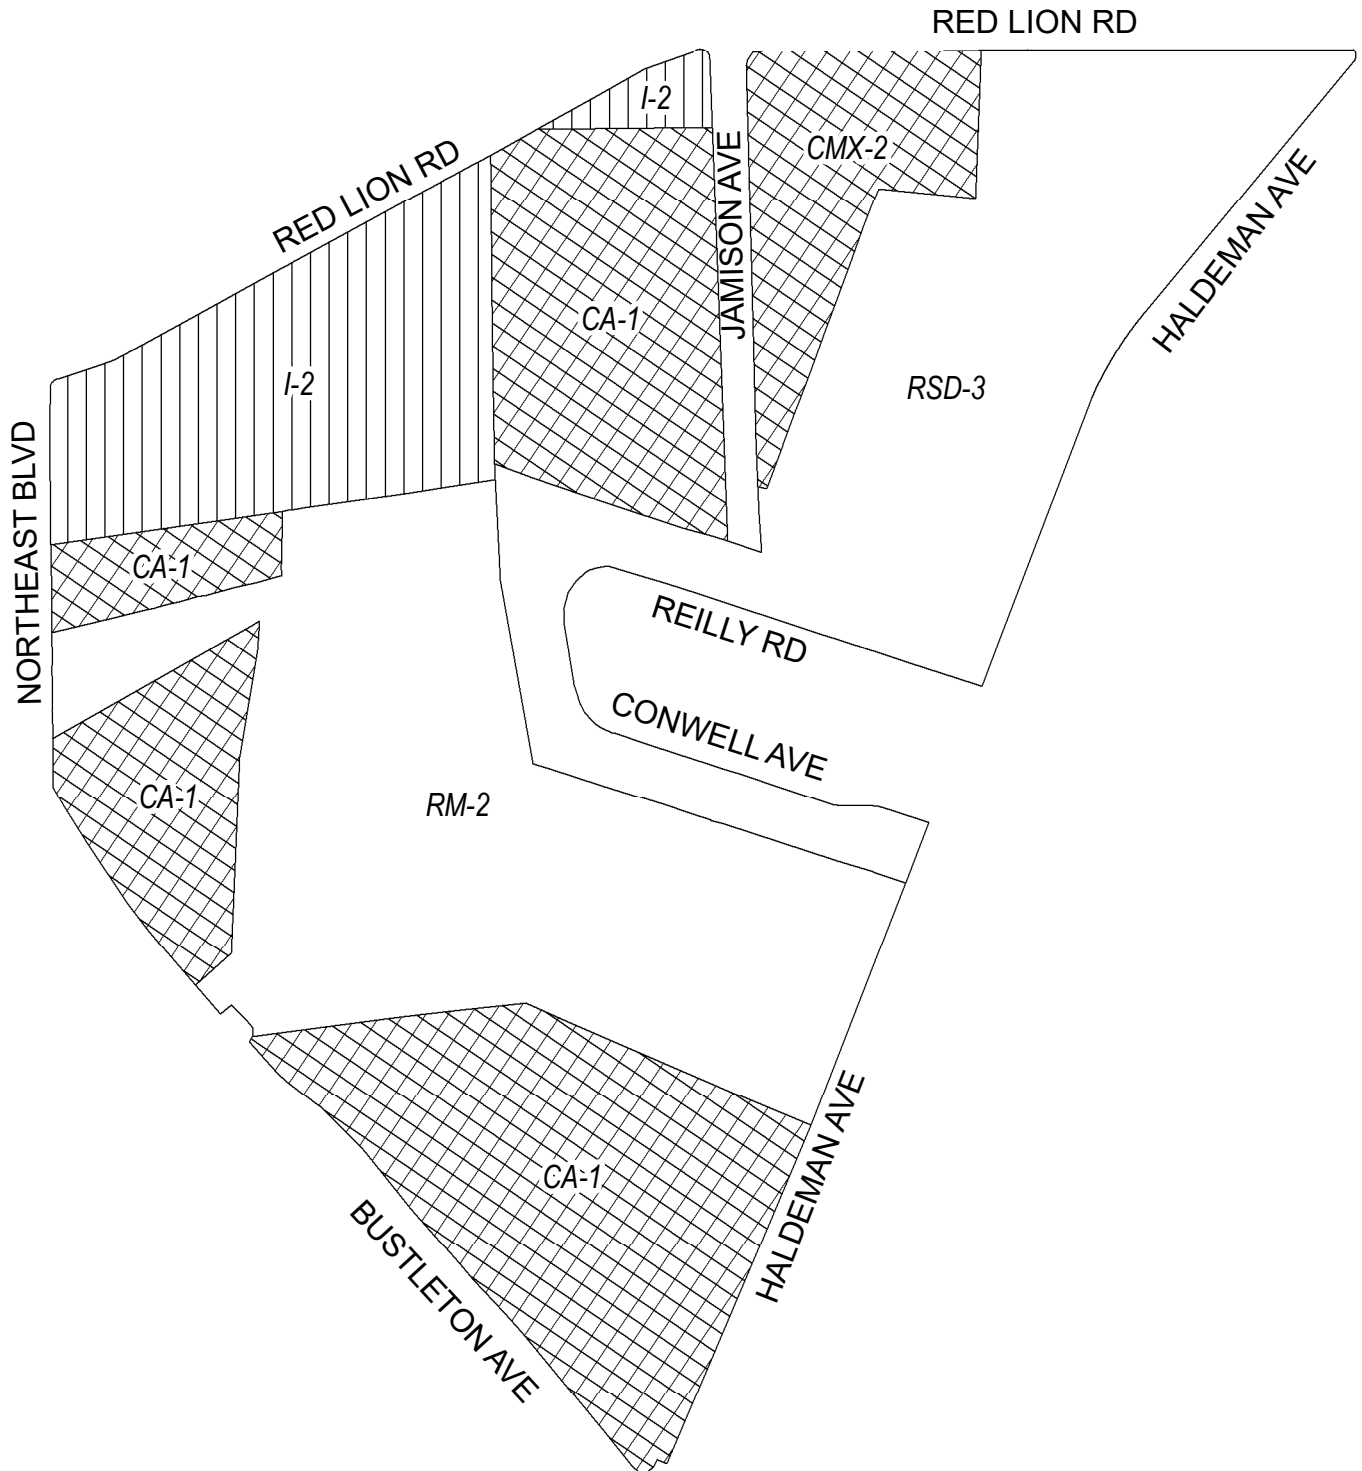 RED LION RD
I-2
CMX-2
JAMISON AVE
RED LION RD
HALDEMAN AVE
CA-1
I-2
RSD-3
NORTHEAST BLVD
CA-1
REILLY RD
CONWELL AVE
CA-1
RM-2
CA-1
HALDEMAN AVE
BUSTLETON AVE